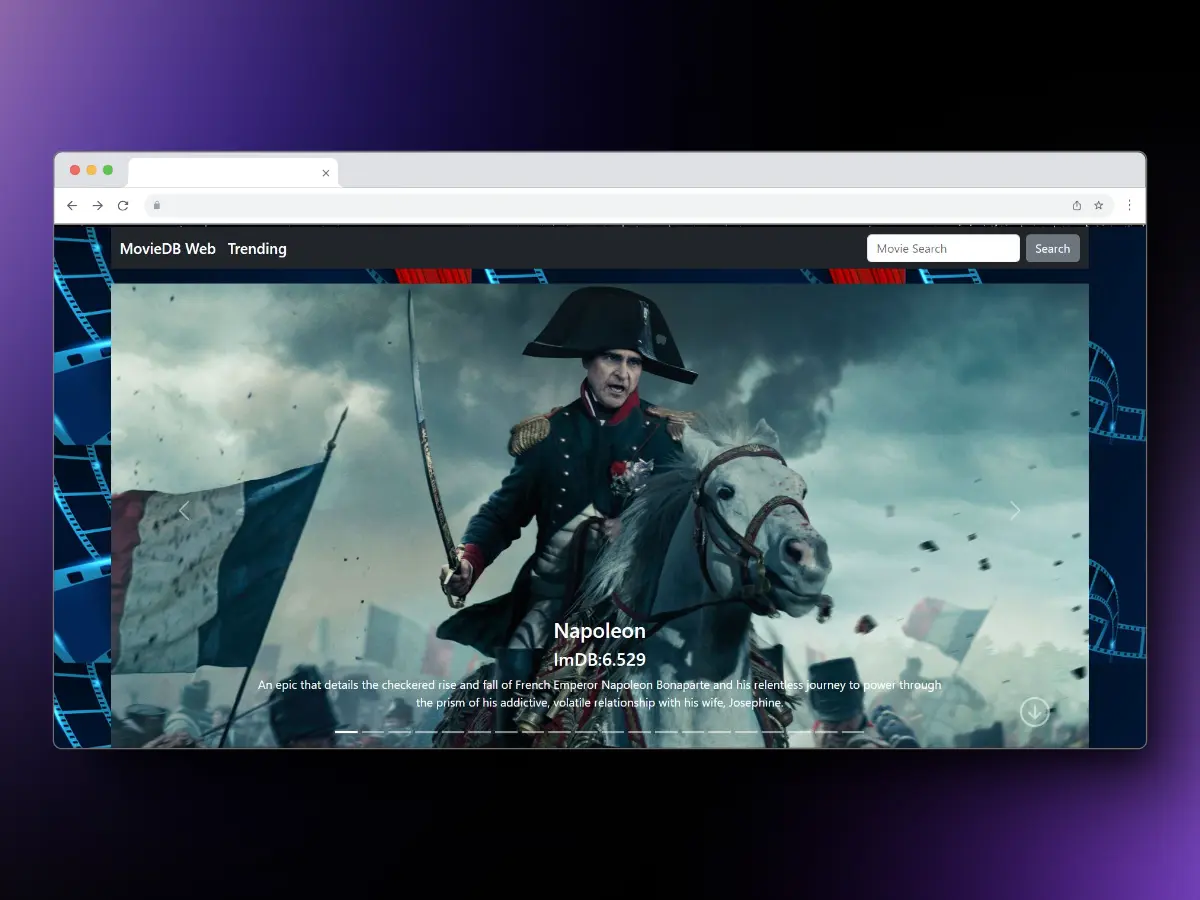 MovieDB Web Trending
Movie Search Search
Napoleon
ImDB:6.529
An epic that details the checkered rise and fall of French Emperor Napoleon Bonaparte and his relentless journey to power through
the prism of his addictive, volatile relationship with his wife, Josephine.